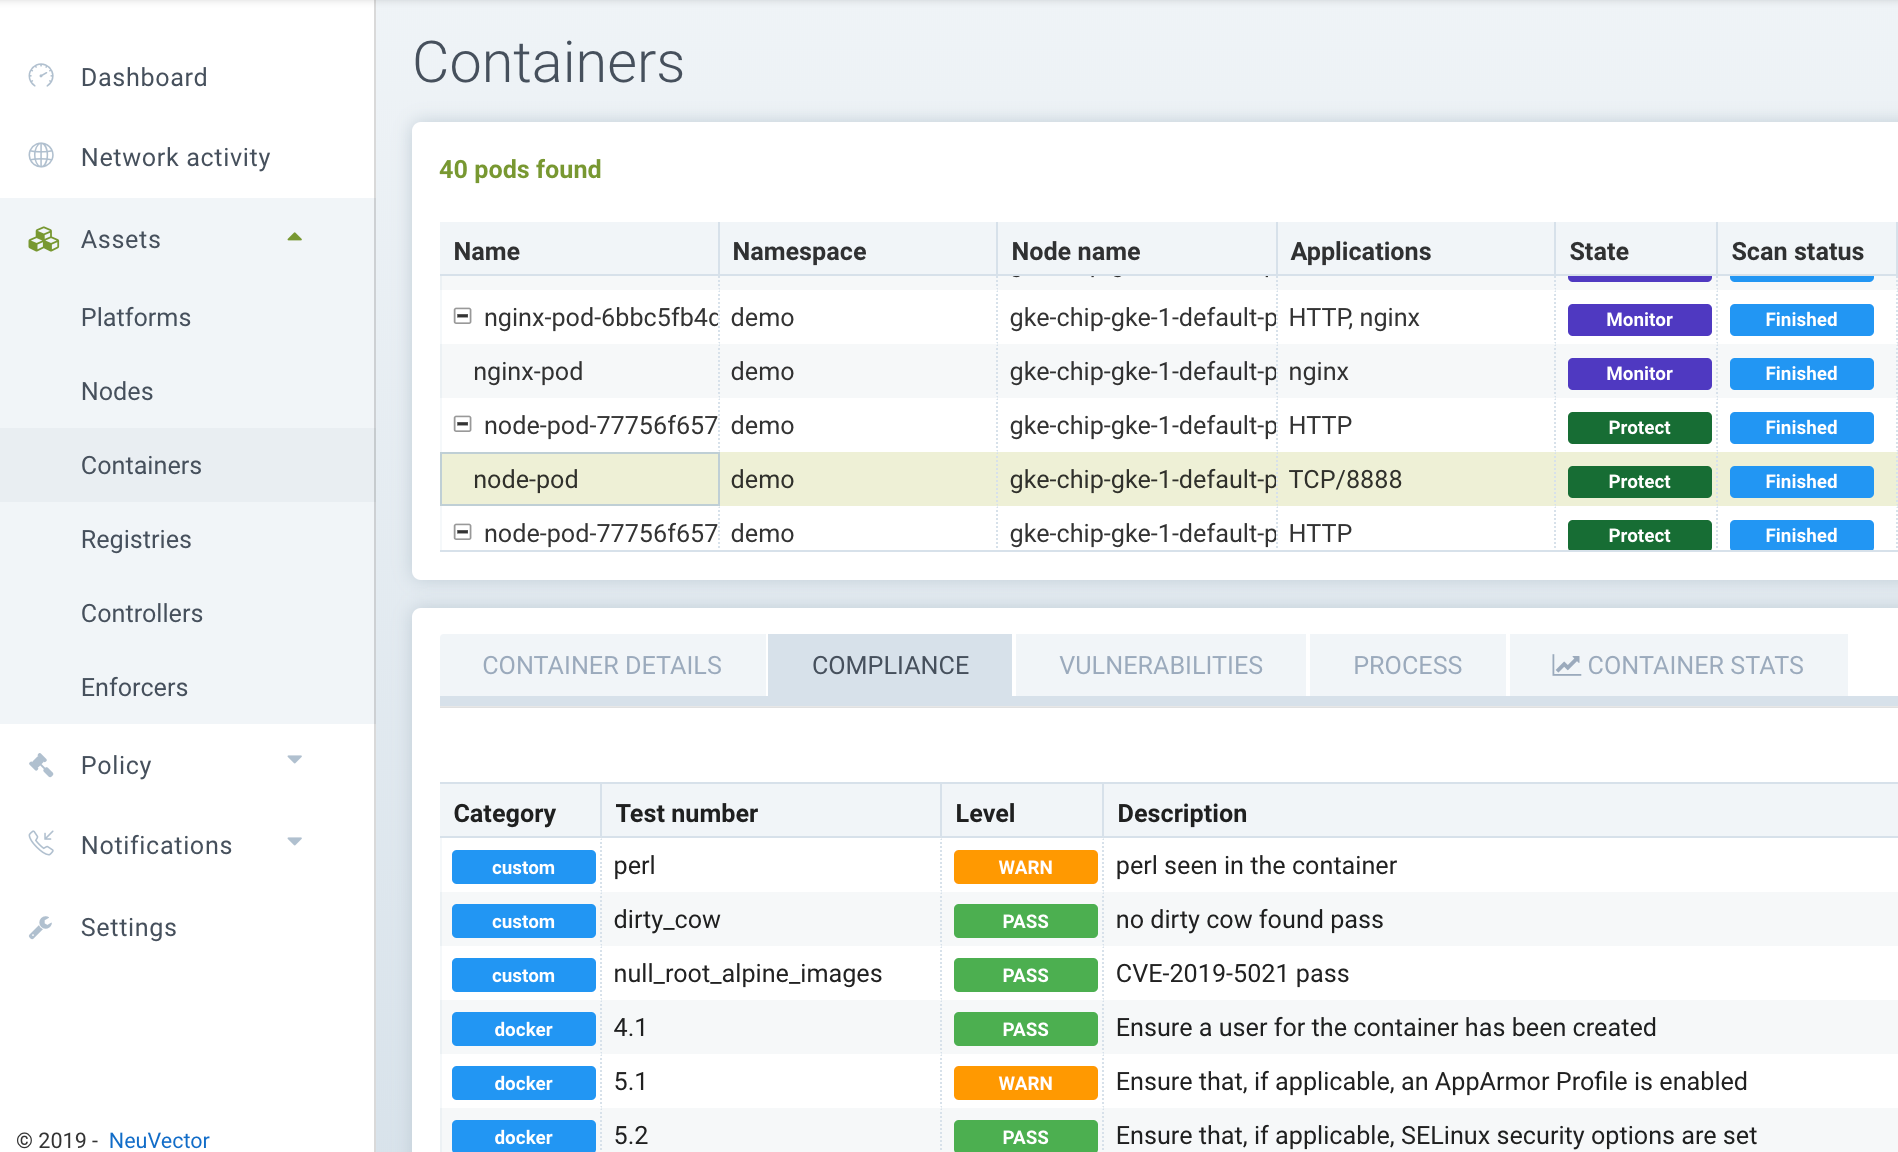 Containers
Dashboard
Network activity
Assets
Platforms
Nodes
Containers
Registries
Controllers
Enforcers
Policy
Notifications
Settings
© 2019 - NeuVector
40 pods found
Name Namespace Node name Applications State Scan status
nginx-pod-6bbc5fb4c demo gke-chip-gke-1-default-p HTTP, nginx Monitor Finished
nginx-pod demo gke-chip-gke-1-default-p nginx Monitor Finished
node-pod-77756f657 demo gke-chip-gke-1-default-p HTTP Protect Finished
node-pod demo gke-chip-gke-1-default-p TCP/8888 Protect Finished
node-pod-77756f657 demo gke-chip-gke-1-default-p HTTP Protect Finished
CONTAINER DETAILS COMPLIANCE VULNERABILITIES PROCESS CONTAINER STATS
Category Test number Level Description
custom perl WARN perl seen in the container
custom dirty_cow PASS no dirty cow found pass
custom null_root_alpine_images PASS CVE-2019-5021 pass
docker 4.1 PASS Ensure a user for the container has been created
docker 5.1 WARN Ensure that, if applicable, an AppArmor Profile is enabled
docker 5.2 PASS Ensure that, if applicable, SELinux security options are set